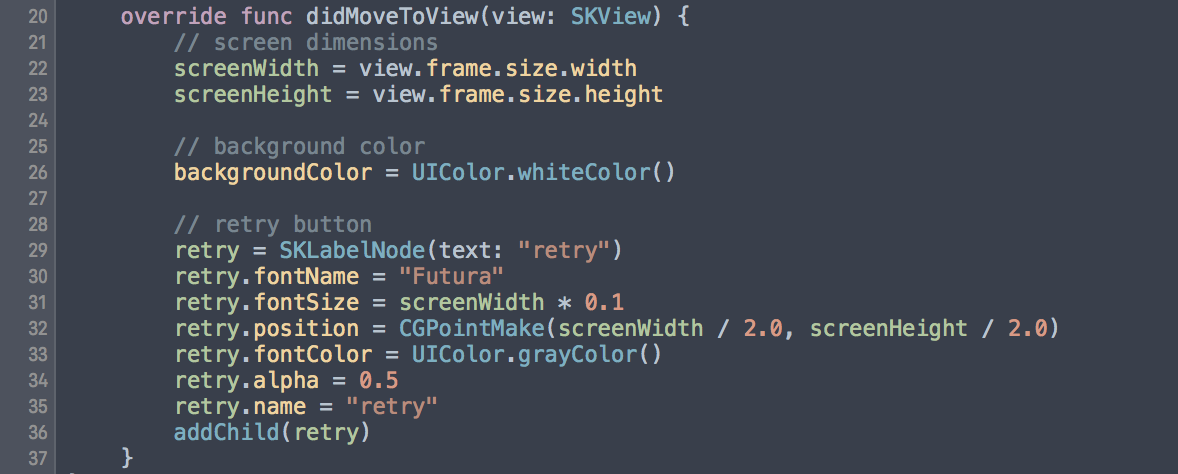 20 override func didMoveToView(view: SKView) {
21 // screen dimensions
22 screenWidth = view.frame.size.width
23 screenHeight = view.frame.size.height
24
25 // background color
26 backgroundColor = UIColor.whiteColor()
27
28 // retry button
29 retry = SKLabelNode(text: "retry")
30 retry.fontName = "Futura"
31 retry.fontSize = screenWidth * 0.1
32 retry.position = CGPointMake(screenWidth / 2.0, screenHeight / 2.0)
33 retry.fontColor = UIColor.grayColor()
34 retry.alpha = 0.5
35 retry.name = "retry"
36 addChild(retry)
37 }